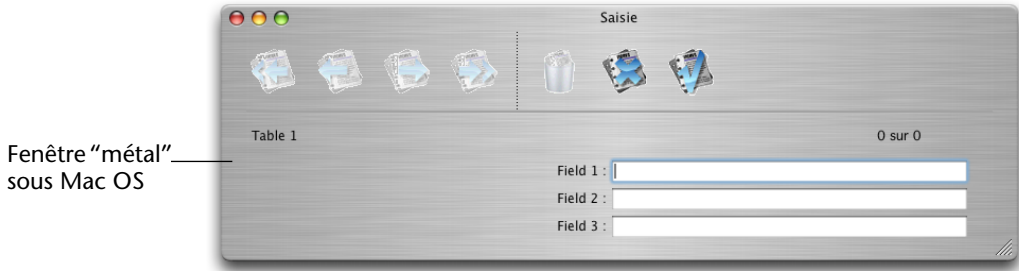 Saisie
Table 1
0 sur 0
Fenêtre “métal”
sous Mac OS
Field 1 :
Field 2 :
Field 3 :